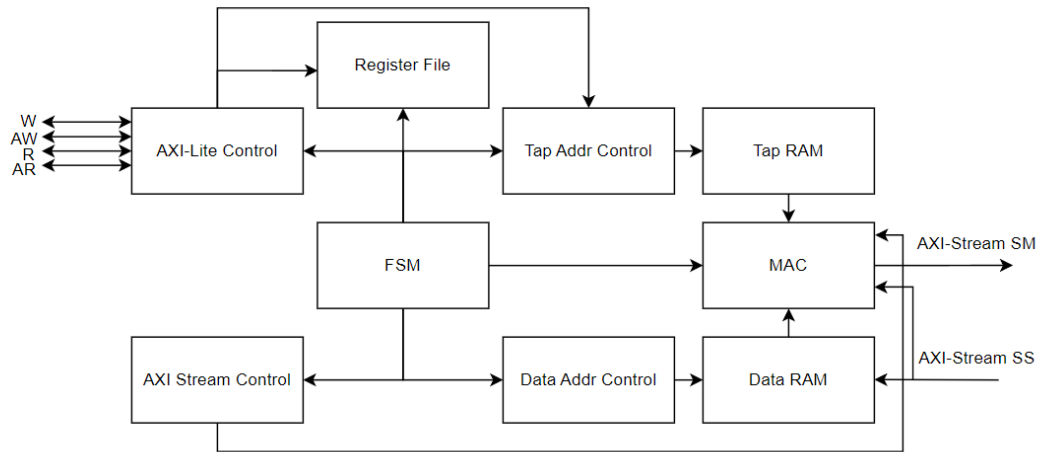 Register File
W
AW
R
AR
AXI-Lite Control
Tap Addr Control
Tap RAM
FSM
MAC
AXI-Stream SM
AXI Stream Control
Data Addr Control
Data RAM
AXI-Stream SS